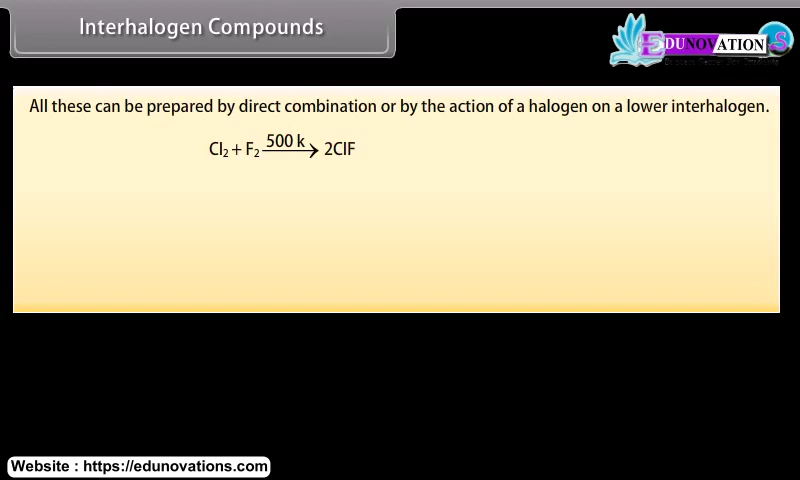 Interhalogen Compounds
EDUNOVATIONS
All these can be prepared by direct combination or by the action of a halogen on a lower interhalogen.
Cl₂ + F₂ 500 k → 2ClF
Website : https://edunovations.com